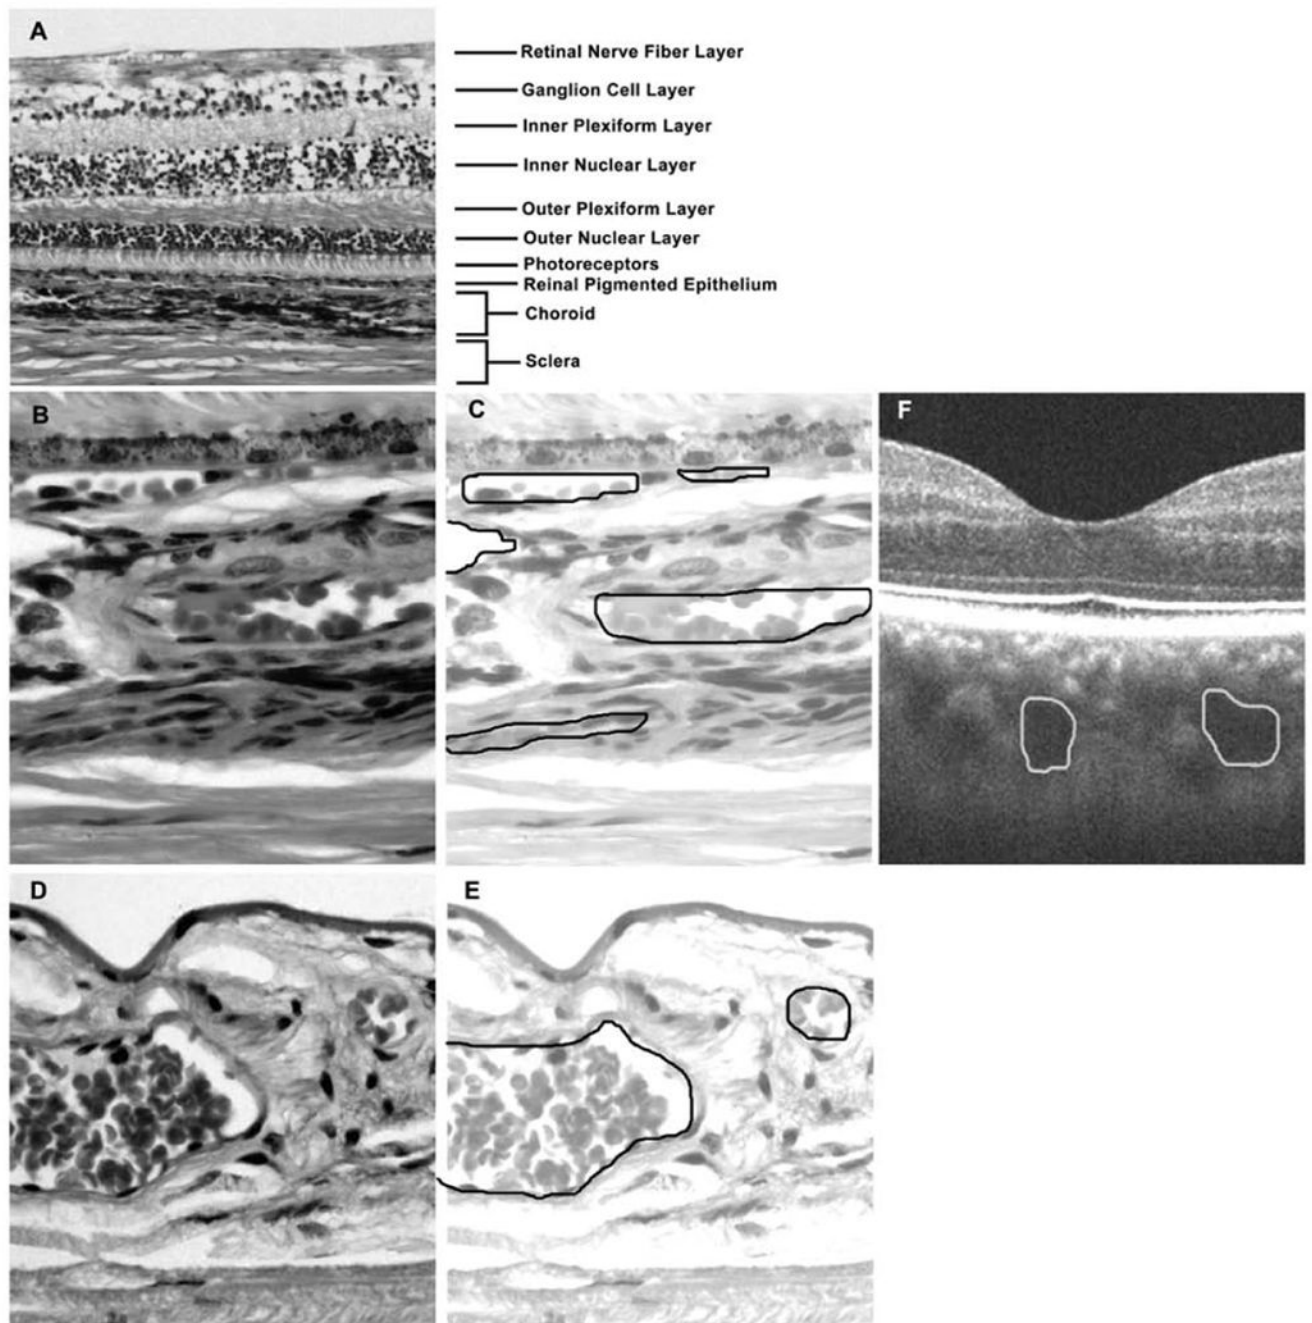 A
Retinal Nerve Fiber Layer
Ganglion Cell Layer
Inner Plexiform Layer
Inner Nuclear Layer
Outer Plexiform Layer
Outer Nuclear Layer
Photoreceptors
Reinal Pigmented Epithelium
Choroid
Sclera
B
C
F
D
E